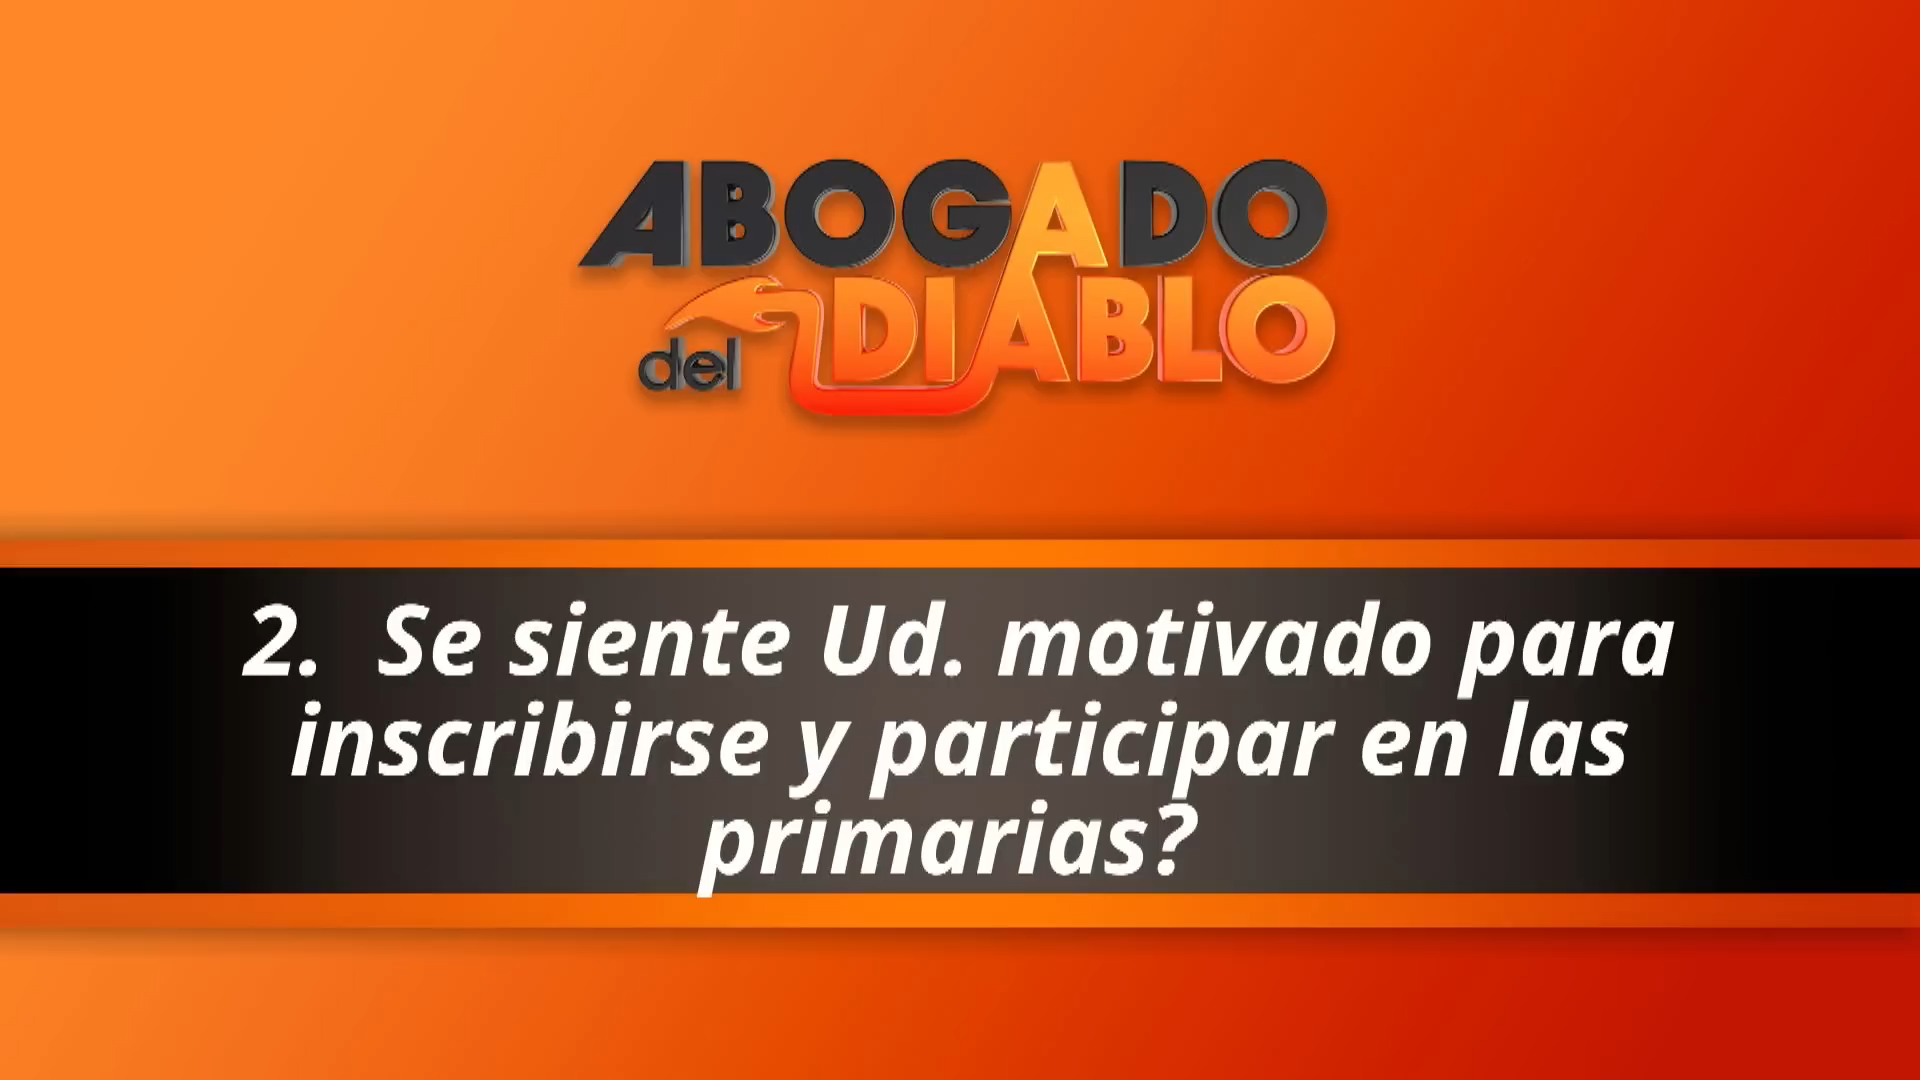 ABOGADO
del DIABLO
2. Se siente Ud. motivado para
inscribirse y participar en las
primarias?